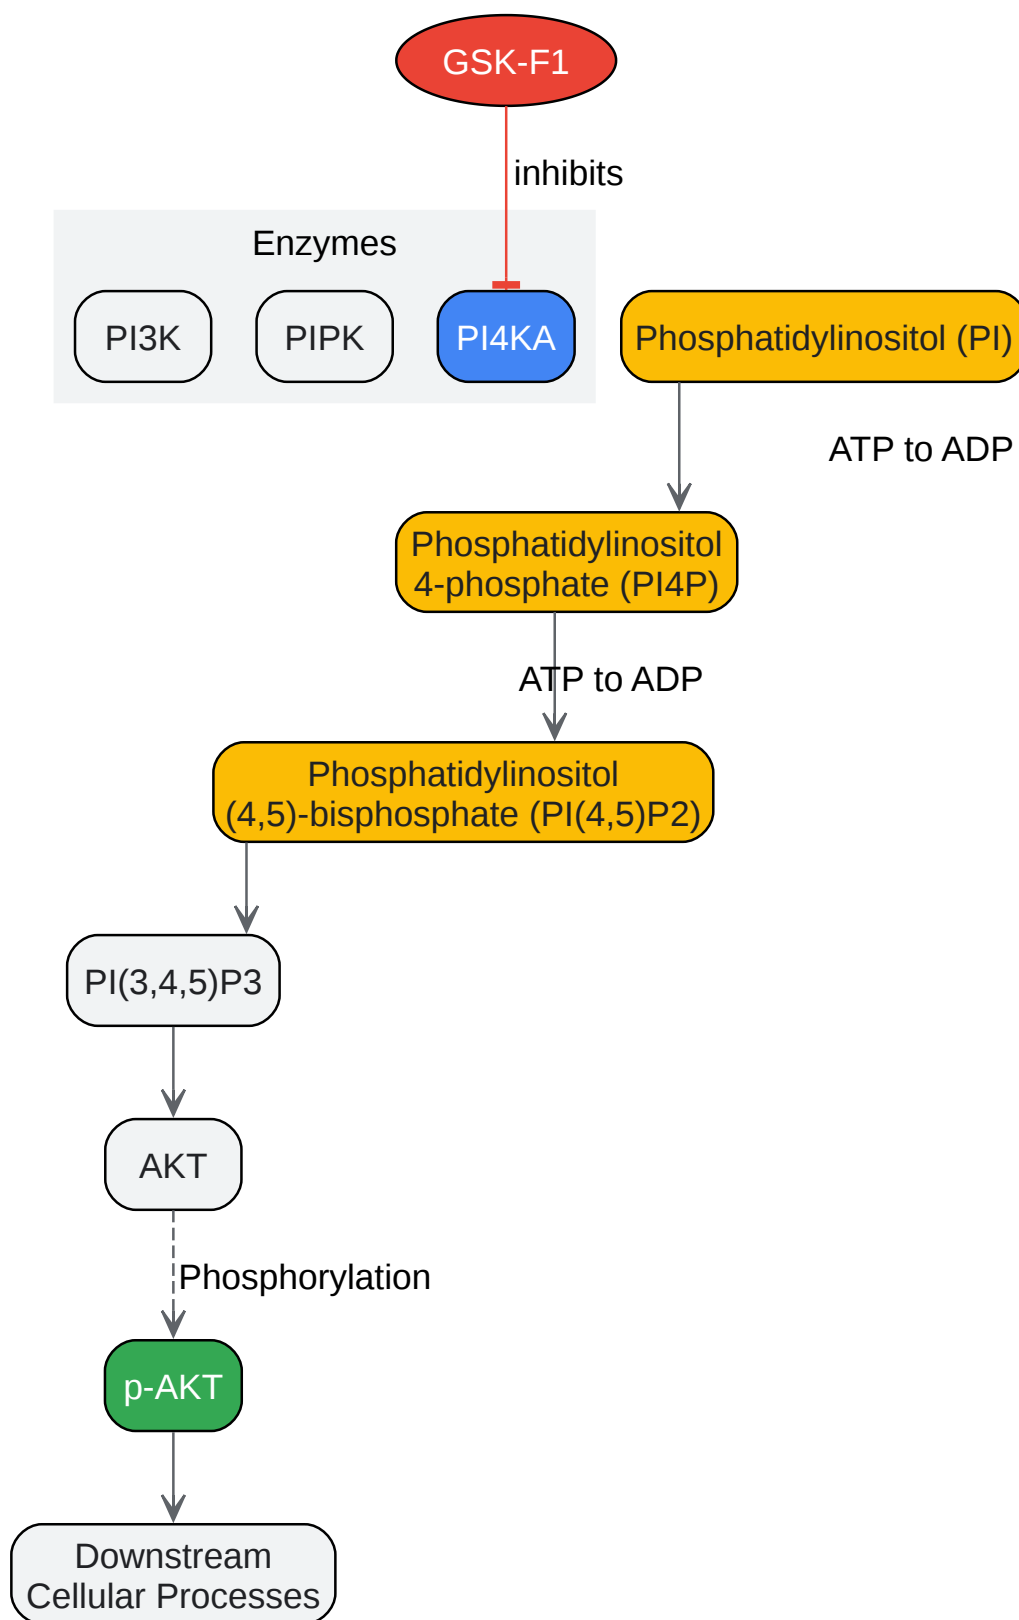 GSK-F1
inhibits
Enzymes
PI3K
PIPK
PI4KA
Phosphatidylinositol (PI)
ATP to ADP
Phosphatidylinositol
4-phosphate (PI4P)
ATP to ADP
Phosphatidylinositol
(4,5)-bisphosphate (PI(4,5)P2)
PI(3,4,5)P3
AKT
Phosphorylation
p-AKT
Downstream
Cellular Processes